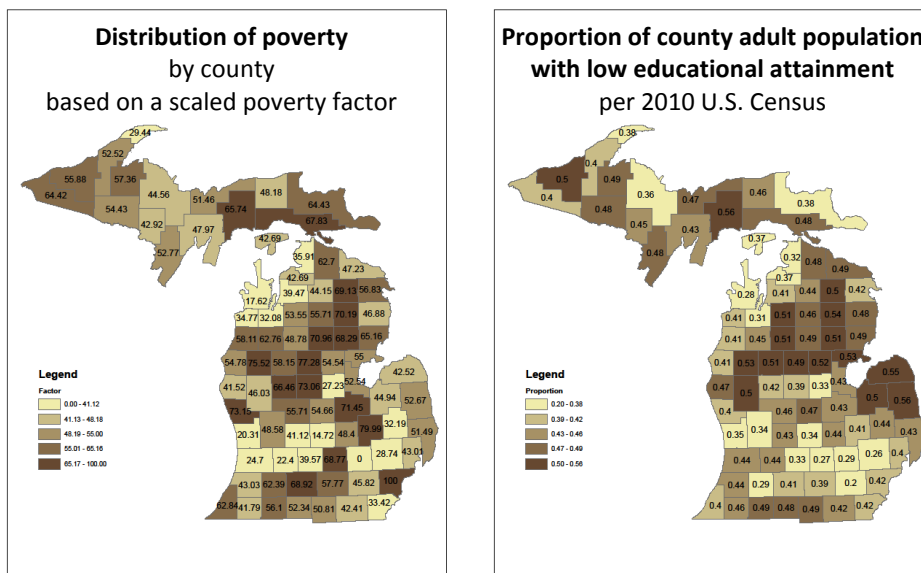 Distribution of poverty
by county
based on a scaled poverty factor
29.44
52.52
55.88 57.36
64.42 44.56 51.46 48.18
54.43 65.74 64.43
42.92 47.97 67.83
52.77 42.69
35.91 62.7
42.69 47.23
39.47 44.15 69.13 56.83
17.62
34.77 32.08 53.55 55.71 70.19 46.88
58.11 62.76 48.78 70.96 68.29 65.16
54.78 75.52 58.15 77.28 54.54 55
42.52
41.52 46.03 66.46 73.06 27.23 52.54
44.94 52.67
73.15 55.71 54.66 71.45
20.31 48.58 41.12 14.72 48.4 79.99 32.19 51.49
24.7 22.4 39.57 68.77 0 28.74 43.01
43.03 62.39 68.92 57.77 45.82 100
62.84 41.79 56.1 52.34 50.81 42.41 33.42
Legend
Factor
0.00 - 41.12
41.13 - 48.18
48.19 - 55.00
55.01 - 65.16
65.17 - 100.00
Proportion of county adult population
with low educational attainment
per 2010 U.S. Census
0.38
0.4
0.5 0.49
0.4 0.36 0.47 0.46
0.48 0.56 0.38
0.45 0.43 0.48
0.48 0.37
0.32 0.48
0.37 0.49
0.41 0.44 0.5 0.42
0.28
0.41 0.31 0.51 0.46 0.54 0.48
0.41 0.45 0.51 0.49 0.51 0.49
0.41 0.53 0.51 0.49 0.52 0.53
0.55
0.47 0.5 0.42 0.39 0.33 0.43
0.5 0.56
0.4 0.46 0.47 0.43
0.35 0.34 0.43 0.34 0.44 0.41 0.44 0.43
0.44 0.44 0.33 0.27 0.29 0.26 0.4
0.44 0.29 0.41 0.39 0.2 0.42
0.4 0.46 0.49 0.48 0.49 0.42 0.42
Legend
Proportion
0.20 - 0.38
0.39 - 0.42
0.43 - 0.46
0.47 - 0.49
0.50 - 0.56